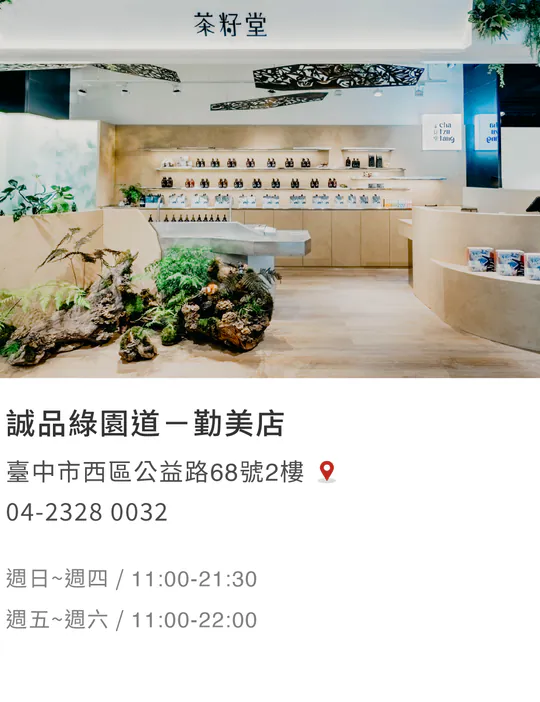 茶籽堂
cha
tzu
tang
誠品綠園道－勤美店
臺中市西區公益路68號2樓
04-2328 0032
週日~週四 / 11:00-21:30
週五~週六 / 11:00-22:00